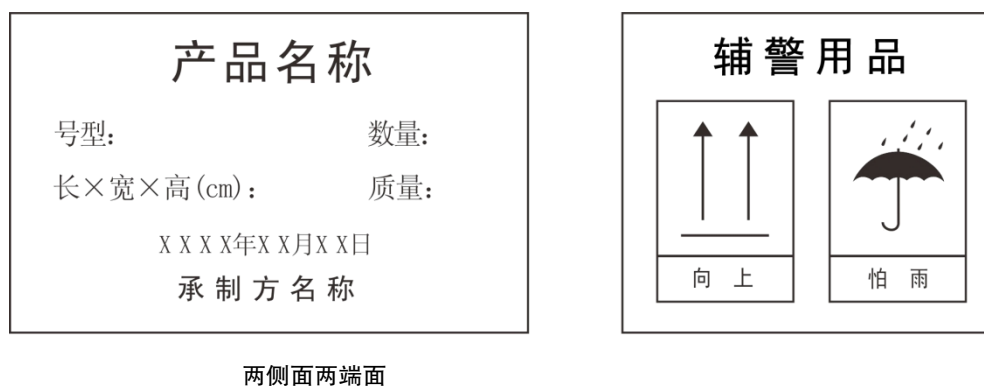 产品名称
号型：
数量：
长×宽×高(cm)：
质量：
XXXX年XX月XX日
承制方名称
辅警用品
向上
怕雨
两侧面两端面